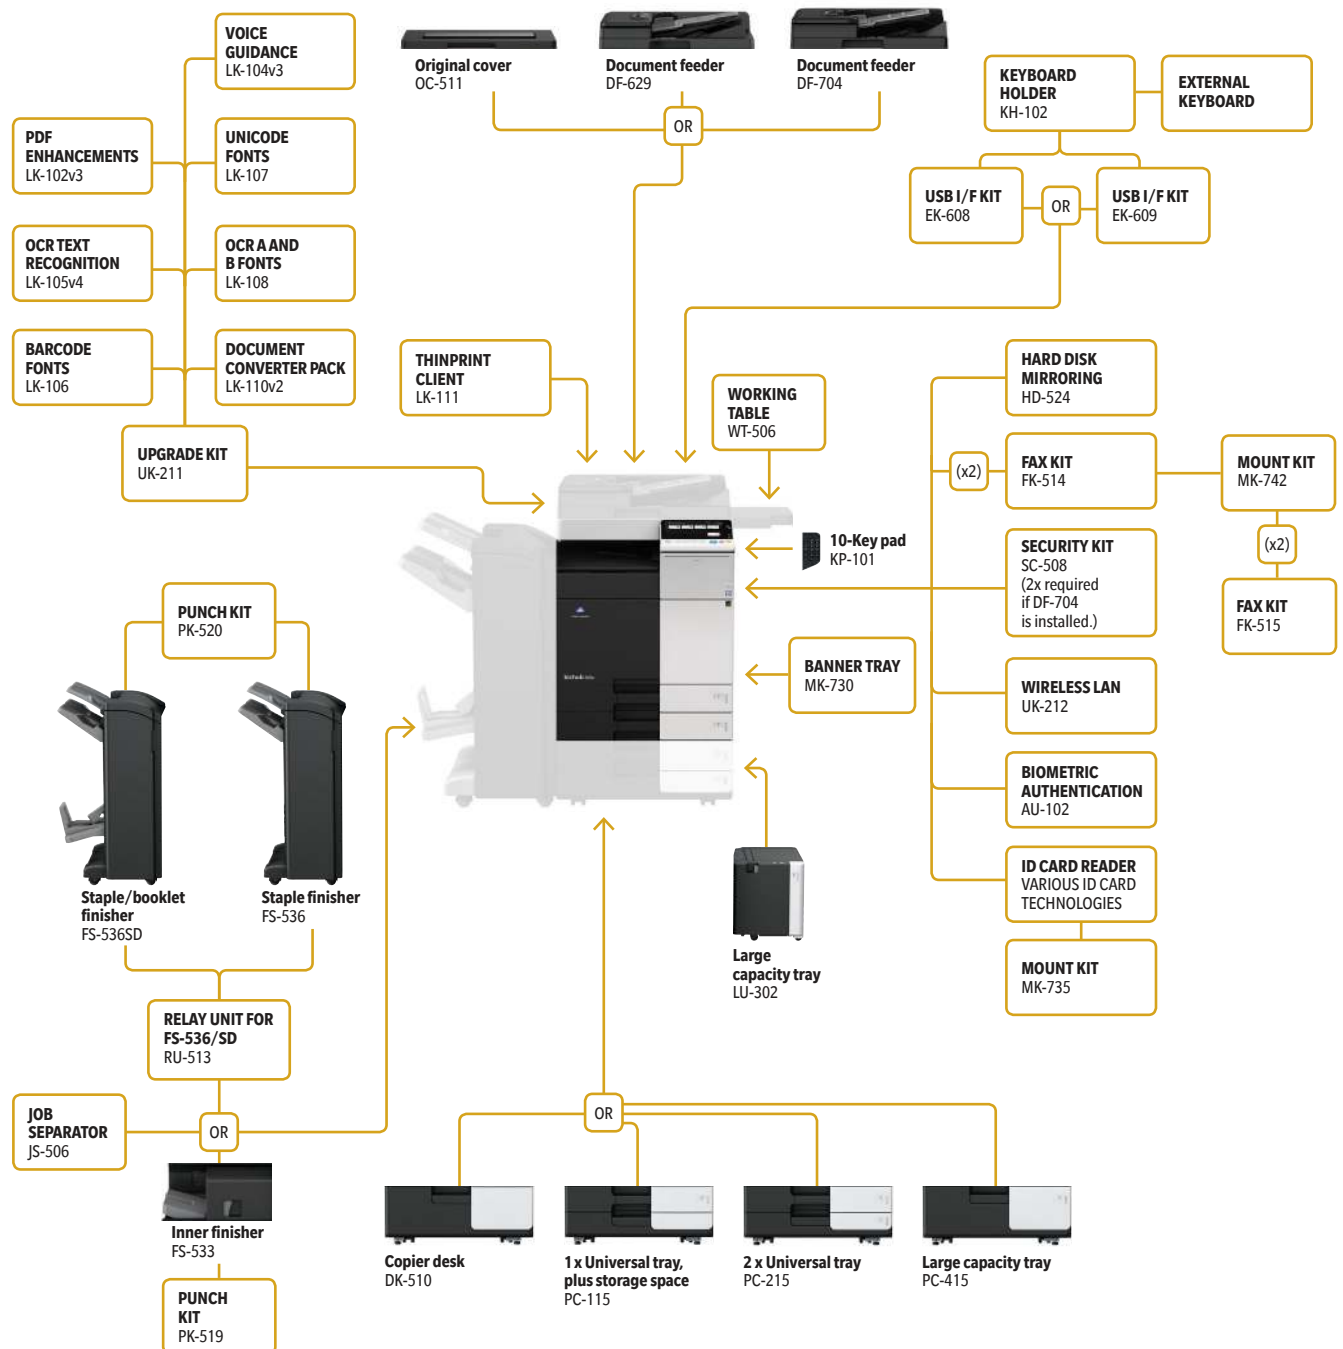 VOICE
GUIDANCE
LK-104v3
PDF
ENHANCEMENTS
LK-102v3
UNICODE
FONTS
LK-107
OCR TEXT
RECOGNITION
LK-105v4
OCR A AND
B FONTS
LK-108
BARCODE
FONTS
LK-106
DOCUMENT
CONVERTER PACK
LK-110v2
UPGRADE KIT
UK-211
Original cover
OC-511
Document feeder
DF-629
Document feeder
DF-704
OR
KEYBOARD
HOLDER
KH-102
EXTERNAL
KEYBOARD
USB I/F KIT
EK-608
OR
USB I/F KIT
EK-609
THINPRINT
CLIENT
LK-111
WORKING
TABLE
WT-506
10-Key pad
KP-101
BANNER TRAY
MK-730
HARD DISK
MIRRORING
HD-524
(x2)
FAX KIT
FK-514
MOUNT KIT
MK-742
(x2)
FAX KIT
FK-515
SECURITY KIT
SC-508
(2x required
if DF-704
is installed.)
WIRELESS LAN
UK-212
BIOMETRIC
AUTHENTICATION
AU-102
ID CARD READER
VARIOUS ID CARD
TECHNOLOGIES
MOUNT KIT
MK-735
Large
capacity tray
LU-302
PUNCH KIT
PK-520
Staple/booklet
finisher
FS-536SD
Staple finisher
FS-536
RELAY UNIT FOR
FS-536/SD
RU-513
JOB
SEPARATOR
JS-506
OR
Inner finisher
FS-533
PUNCH
KIT
PK-519
OR
Copier desk
DK-510
1 x Universal tray,
plus storage space
PC-115
2 x Universal tray
PC-215
Large capacity tray
PC-415